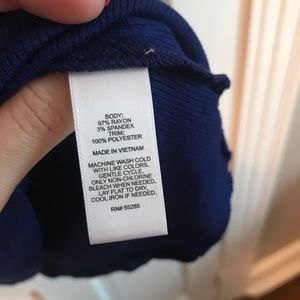 BODY:
97% RAYON
3% SPANDEX
TRIM:
100% POLYESTER
MADE IN VIETNAM
MACHINE WASH COLD
WITH LIKE COLORS,
GENTLE CYCLE.
ONLY NON-CHLORINE
BLEACH WHEN NEEDED.
LAY FLAT TO DRY,
COOL IRON IF NEEDED.
RN# 55285